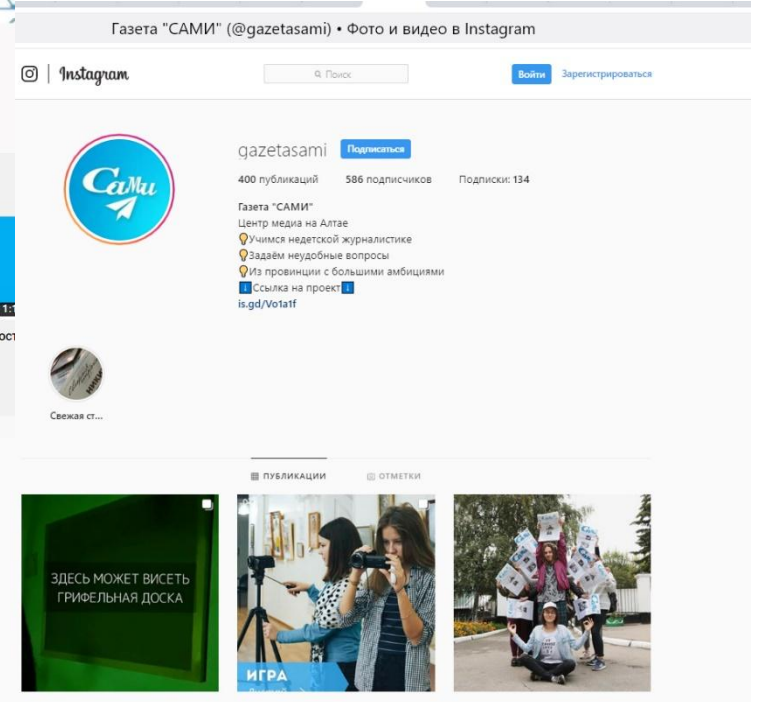 Газета "САМИ" (@gazetasami) • Фото и видео в Instagram
Instagram
Поиск
Войти Зарегистрироваться
Сами
gazetasami Подписаться
400 публикаций 586 подписчиков Подписки: 134
Газета "САМИ"
Центр медиа на Алтае
💡Учимся недетской журналистике
💡Задаём неудобные вопросы
💡Из провинции с большими амбициями
⬇Ссылка на проект⬇
is.gd/Vo1a1f
Свежая ст...
ПУБЛИКАЦИИ ОТМЕТКИ
ЗДЕСЬ МОЖЕТ ВИСЕТЬ
ГРИФЕЛЬНАЯ ДОСКА
ИГРА